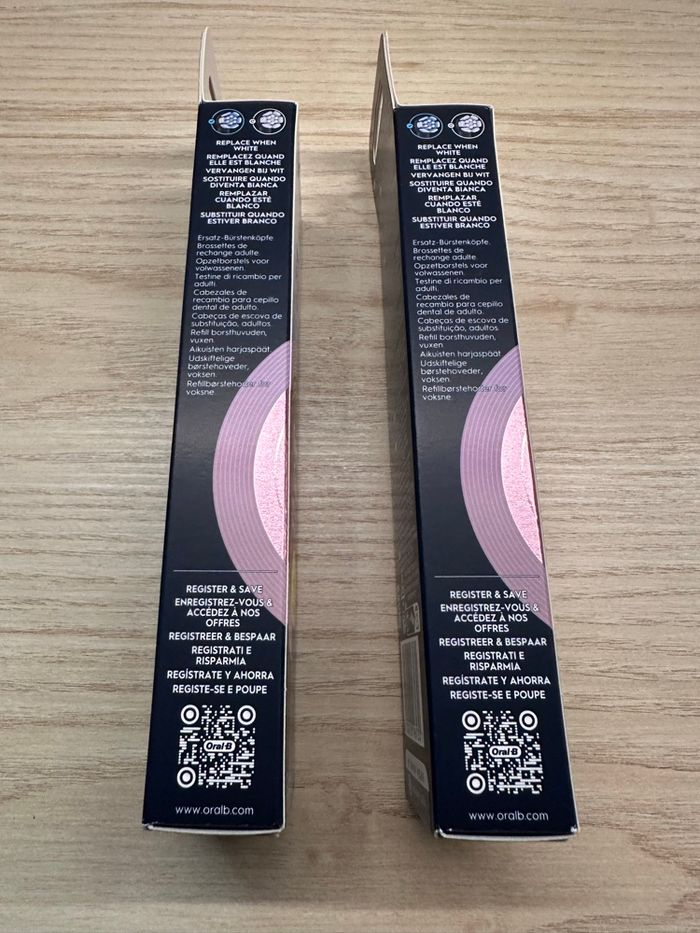 REPLACE WHEN
WHITE
REMPLACEZ QUAND
ELLE EST BLANCHE
VERVANGEN BIJ WIT
SOSTITUIRE QUANDO
DIVENTA BIANCA
REMPLAZAR
CUANDO ESTÉ
BLANCO
SUBSTITUIR QUANDO
ESTIVER BRANCO
Ersatz-Bürstenköpfe.
Brossettes de
rechange adulte.
Opzetborstels voor
volwassenen.
Testine di ricambio per
adulti.
Cabezales de
recambio para cepillo
dental de adulto.
Cabeças de escova de
substituição, adultos.
Refill borsthuvuden,
vuxen.
Aikuisten harjaspäät.
Udskiftelige
børstehoveder,
voksen.
Refillbørstehoder for
voksne.
REGISTER & SAVE
ENREGISTREZ-VOUS &
ACCÉDEZ À NOS
OFFRES
REGISTREER & BESPAAR
REGISTRATI E
RISPARMIA
REGÍSTRATE Y AHORRA
REGISTE-SE E POUPE
Oral-B
www.oralb.com
REPLACE WHEN
WHITE
REMPLACEZ QUAND
ELLE EST BLANCHE
VERVANGEN BIJ WIT
SOSTITUIRE QUANDO
DIVENTA BIANCA
REMPLAZAR
CUANDO ESTÉ
BLANCO
SUBSTITUIR QUANDO
ESTIVER BRANCO
Ersatz-Bürstenköpfe.
Brossettes de
rechange adulte.
Opzetborstels voor
volwassenen.
Testine di ricambio per
adulti.
Cabezales de
recambio para cepillo
dental de adulto.
Cabeças de escova de
substituição, adultos.
Refill borsthuvuden,
vuxen.
Aikuisten harjaspäät.
Udskiftelige
børstehoveder,
voksen.
Refillbørstehoder for
voksne.
REGISTER & SAVE
ENREGISTREZ-VOUS &
ACCÉDEZ À NOS
OFFRES
REGISTREER & BESPAAR
REGISTRATI E
RISPARMIA
REGÍSTRATE Y AHORRA
REGISTE-SE E POUPE
Oral-B
www.oralb.com